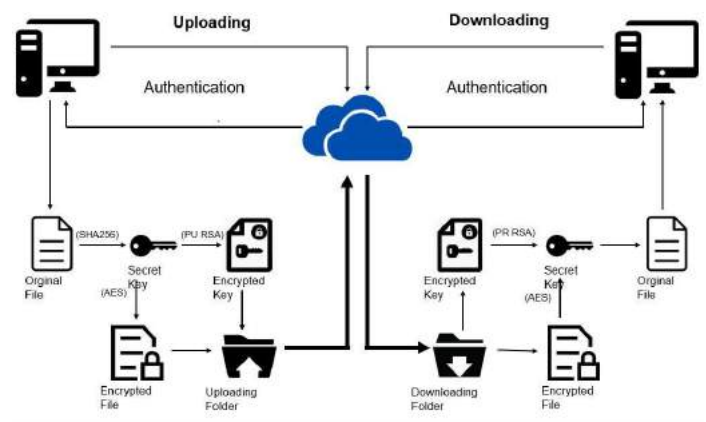 Uploading
Downloading
Authentication
Authentication
(SHA256)
(PU RSA)
(PR RSA)
Orginal
File
Secret
Key
Encrypted
Key
Encrypted
Key
Secret
Key
Orginal
File
(AES)
(AES)
Encrypted
File
Uploading
Folder
Downloading
Folder
Encrypted
File